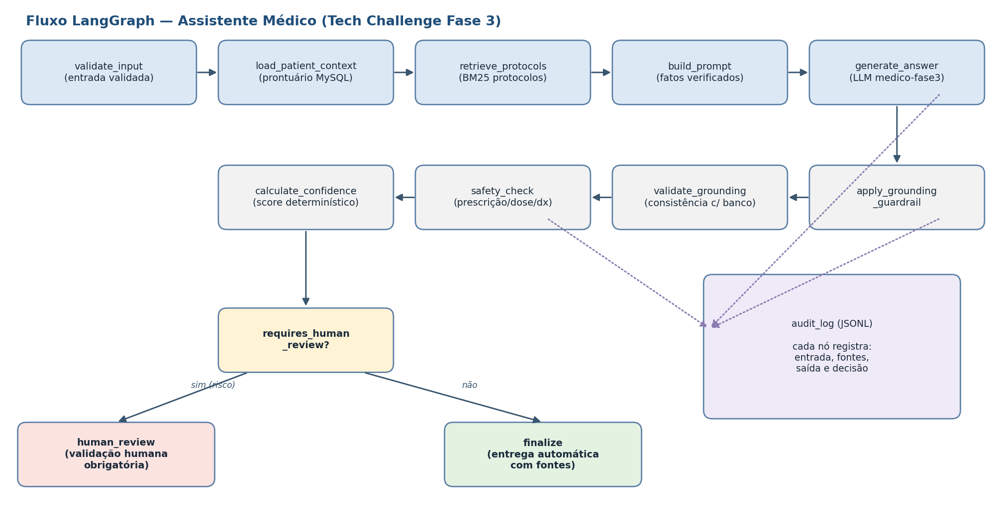 Fluxo LangGraph — Assistente Médico (Tech Challenge Fase 3)
validate_input
(entrada validada)
load_patient_context
(prontuário MySQL)
retrieve_protocols
(BM25 protocolos)
build_prompt
(fatos verificados)
generate_answer
(LLM medico-fase3)
calculate_confidence
(score determinístico)
safety_check
(prescrição/dose/dx)
validate_grounding
(consistência c/ banco)
apply_grounding
_guardrail
requires_human
_review?
audit_log (JSONL)
cada nó registra:
entrada, fontes,
saída e decisão
sim (risco)
não
human_review
(validação humana
obrigatória)
finalize
(entrega automática
com fontes)